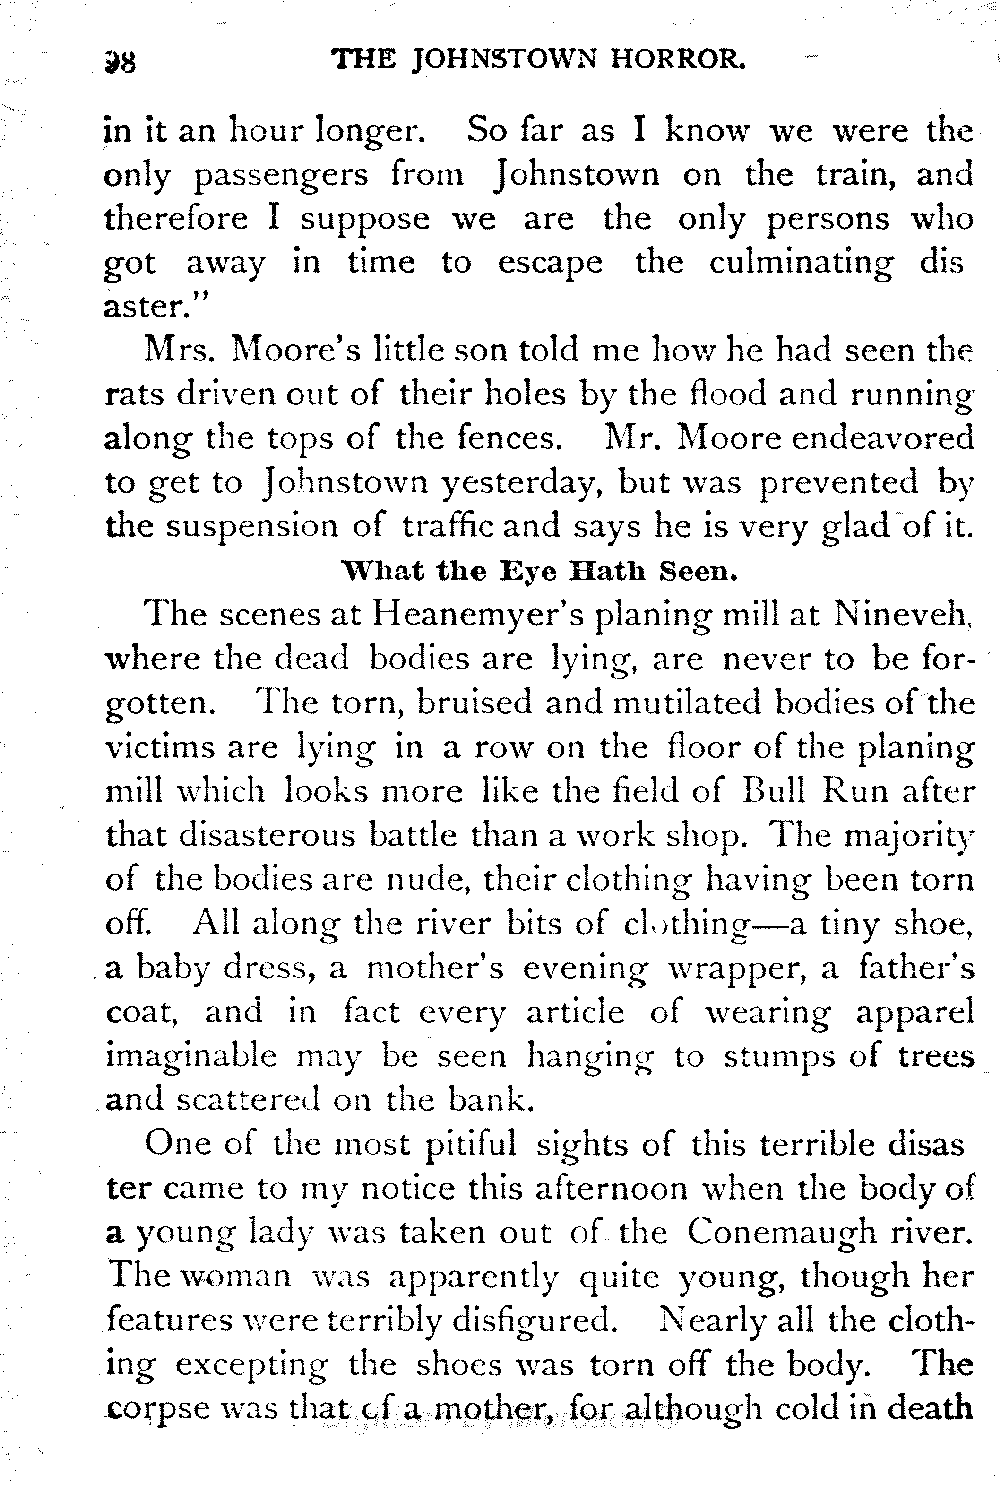 98 THE JOHNSTOWN HORROR.
in it an hour longer. So far as I know we were the
only passengers from Johnstown on the train, and
therefore I suppose we are the only persons who
got away in time to escape the culminating dis
aster."
Mrs. Moore's little son told me how he had seen the
rats driven out of their holes by the flood and running
along the tops of the fences. Mr. Moore endeavored
to get to Johnstown yesterday, but was prevented by
the suspension of traffic and says he is very glad of it.
What the Eye Hath Seen.
The scenes at Heanemyer's planing mill at Nineveh,
where the dead bodies are lying, are never to be for-
gotten. The torn, bruised and mutilated bodies of the
victims are lying in a row on the floor of the planing
mill which looks more like the field of Bull Run after
that disasterous battle than a work shop. The majority
of the bodies are nude, their clothing having been torn
off. All along the river bits of clothing—a tiny shoe,
a baby dress, a mother's evening wrapper, a father's
coat, and in fact every article of wearing apparel
imaginable may be seen hanging to stumps of trees
and scattered on the bank.
One of the most pitiful sights of this terrible disas
ter came to my notice this afternoon when the body of
a young lady was taken out of the Conemaugh river.
The woman was apparently quite young, though her
features were terribly disfigured. Nearly all the cloth-
ing excepting the shoes was torn off the body. The
corpse was that of a mother, for although cold in death